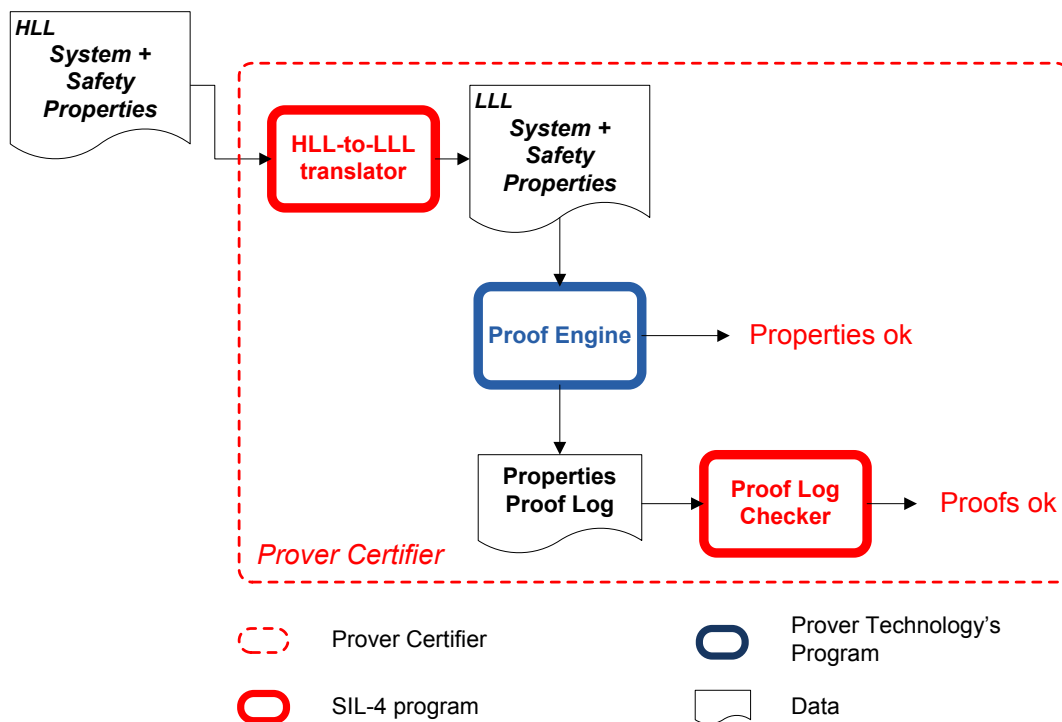 HLL
System +
Safety
Properties
HLL-to-LLL
translator
LLL
System +
Safety
Properties
Proof Engine
Properties ok
Properties
Proof Log
Proof Log
Checker
Proofs ok
Prover Certifier
Prover Certifier
Prover Technology's
Program
SIL-4 program
Data